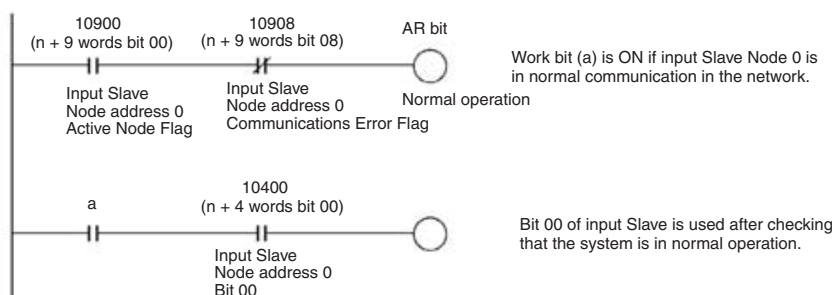 10900
(n + 9 words bit 00)
10908
(n + 9 words bit 08)
AR bit
Input Slave
Node address 0
Active Node Flag
Input Slave
Node address 0
Communications Error Flag
Normal operation
Work bit (a) is ON if input Slave Node 0 is
in normal communication in the network.
a
10400
(n + 4 words bit 00)
Input Slave
Node address 0
Bit 00
Bit 00 of input Slave is used after checking
that the system is in normal operation.